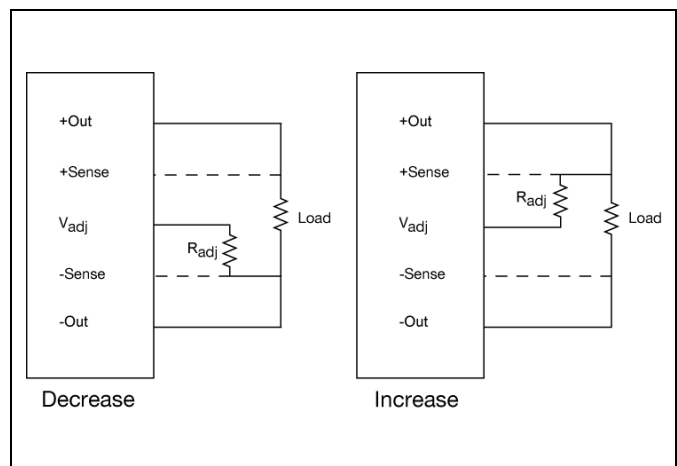 +Out
+Sense
Vadj
-Sense
-Out
Radj
Load
Decrease
+Out
+Sense
Vadj
-Sense
-Out
Radj
Load
Increase